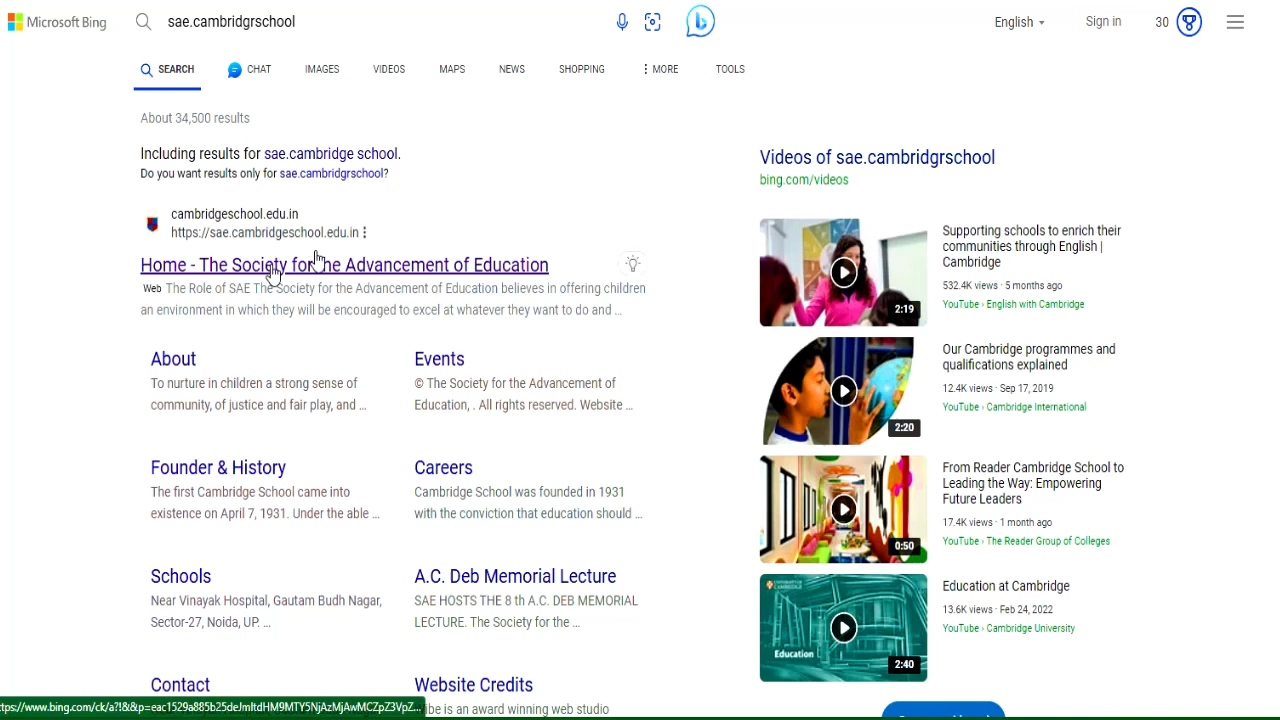 Microsoft Bing
sae.cambridgrschool
English
Sign in
30
SEARCH
CHAT
IMAGES
VIDEOS
MAPS
NEWS
SHOPPING
MORE
TOOLS
About 34,500 results
Including results for sae.cambridge school.
Do you want results only for sae.cambridgrschool?
cambridgeschool.edu.in
https://sae.cambridgeschool.edu.in
Home - The Society for the Advancement of Education
Web The Role of SAE The Society for the Advancement of Education believes in offering children
an environment in which they will be encouraged to excel at whatever they want to do and ...
About
To nurture in children a strong sense of
community, of justice and fair play, and ...
Events
© The Society for the Advancement of
Education, . All rights reserved. Website ...
Founder & History
The first Cambridge School came into
existence on April 7, 1931. Under the able ...
Careers
Cambridge School was founded in 1931
with the conviction that education should ...
Schools
Near Vinayak Hospital, Gautam Budh Nagar,
Sector-27, Noida, UP. ...
A.C. Deb Memorial Lecture
SAE HOSTS THE 8 th A.C. DEB MEMORIAL
LECTURE. The Society for the ...
Contact
Website Credits
ibe is an award winning web studio
Videos of sae.cambridgrschool
bing.com/videos
2:19
Supporting schools to enrich their
communities through English |
Cambridge
532.4K views · 5 months ago
YouTube › English with Cambridge
2:20
Our Cambridge programmes and
qualifications explained
12.4K views · Sep 17, 2019
YouTube › Cambridge International
0:50
From Reader Cambridge School to
Leading the Way: Empowering
Future Leaders
17.4K views · 1 month ago
YouTube › The Reader Group of Colleges
Education
2:40
Education at Cambridge
13.6K views · Feb 24, 2022
YouTube › Cambridge University